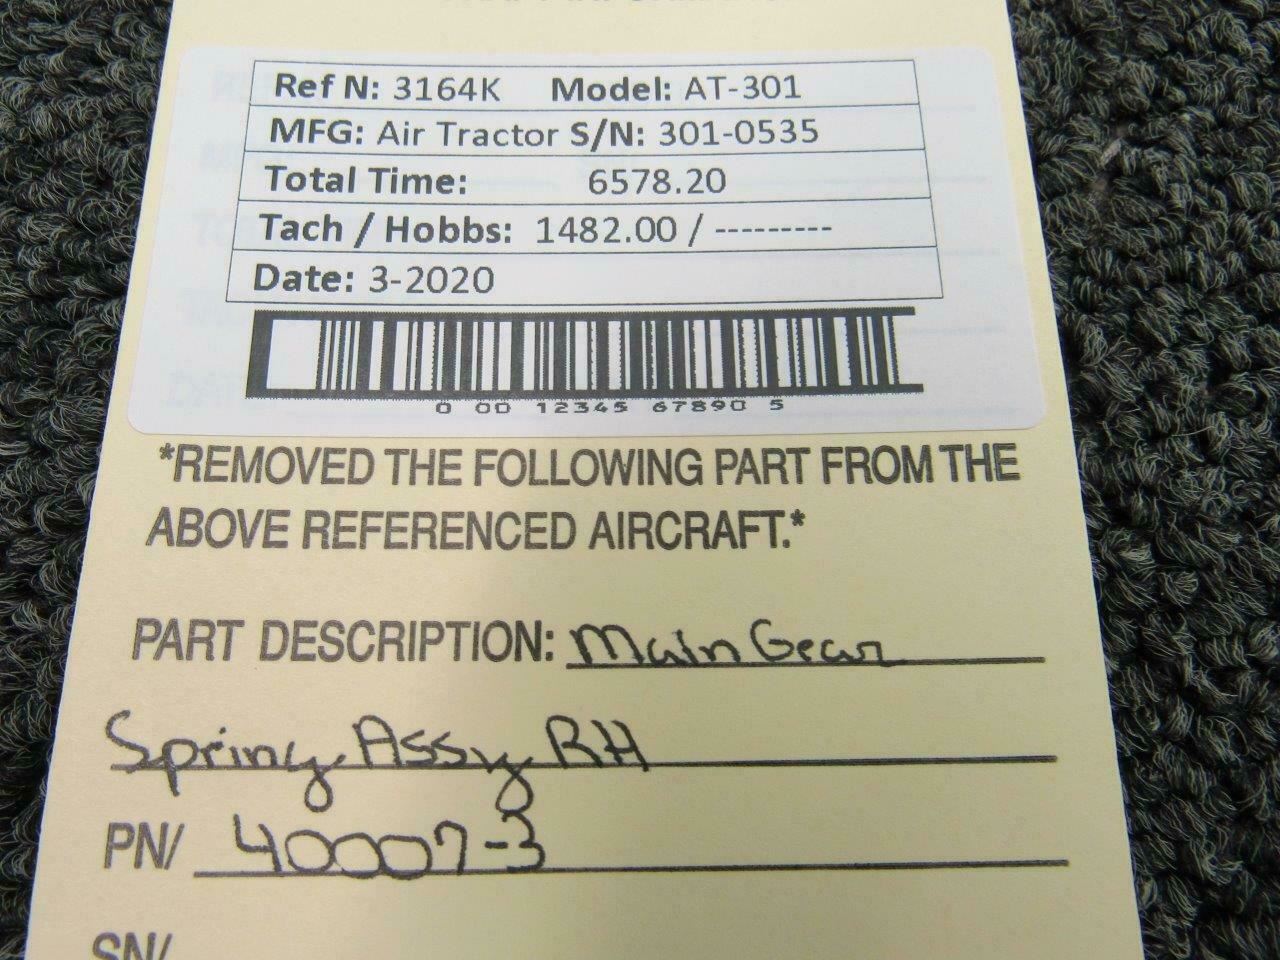 Ref N: 3164K Model: AT-301
MFG: Air Tractor S/N: 301-0535
Total Time: 6578.20
Tach / Hobbs: 1482.00 / ---------
Date: 3-2020
0 00 12345 67890 5
*REMOVED THE FOLLOWING PART FROM THE
ABOVE REFERENCED AIRCRAFT.*
PART DESCRIPTION: Main Gear
Spring Assy RH
PN/ 40007-3
SN/